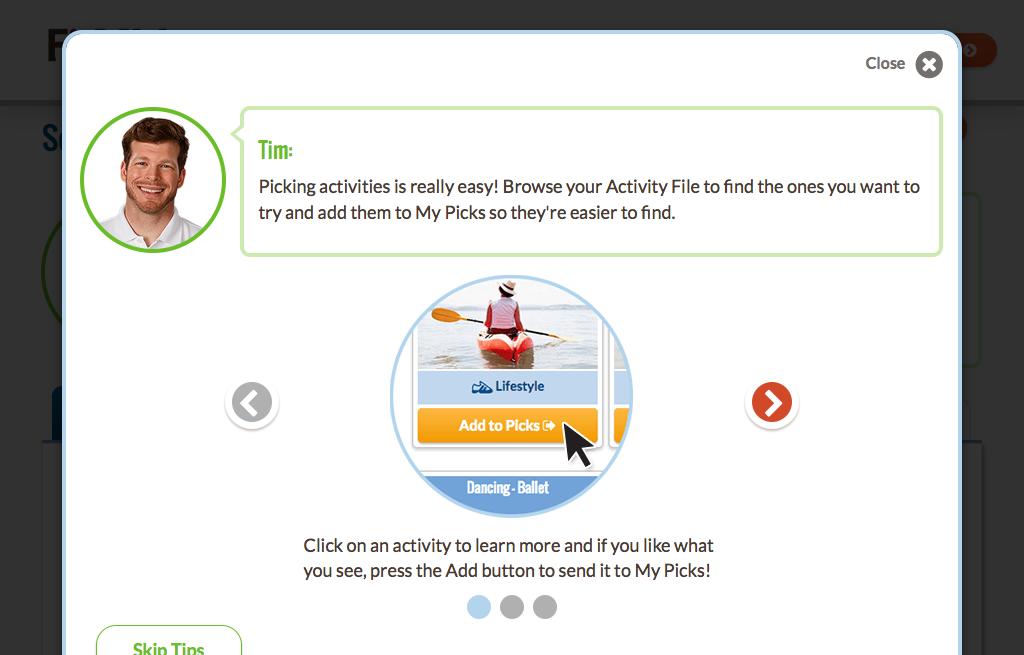 Close
Tim:
Picking activities is really easy! Browse your Activity File to find the ones you want to
try and add them to My Picks so they're easier to find.
Lifestyle
Add to Picks
Dancing - Ballet
Click on an activity to learn more and if you like what
you see, press the Add button to send it to My Picks!
Skip Tips